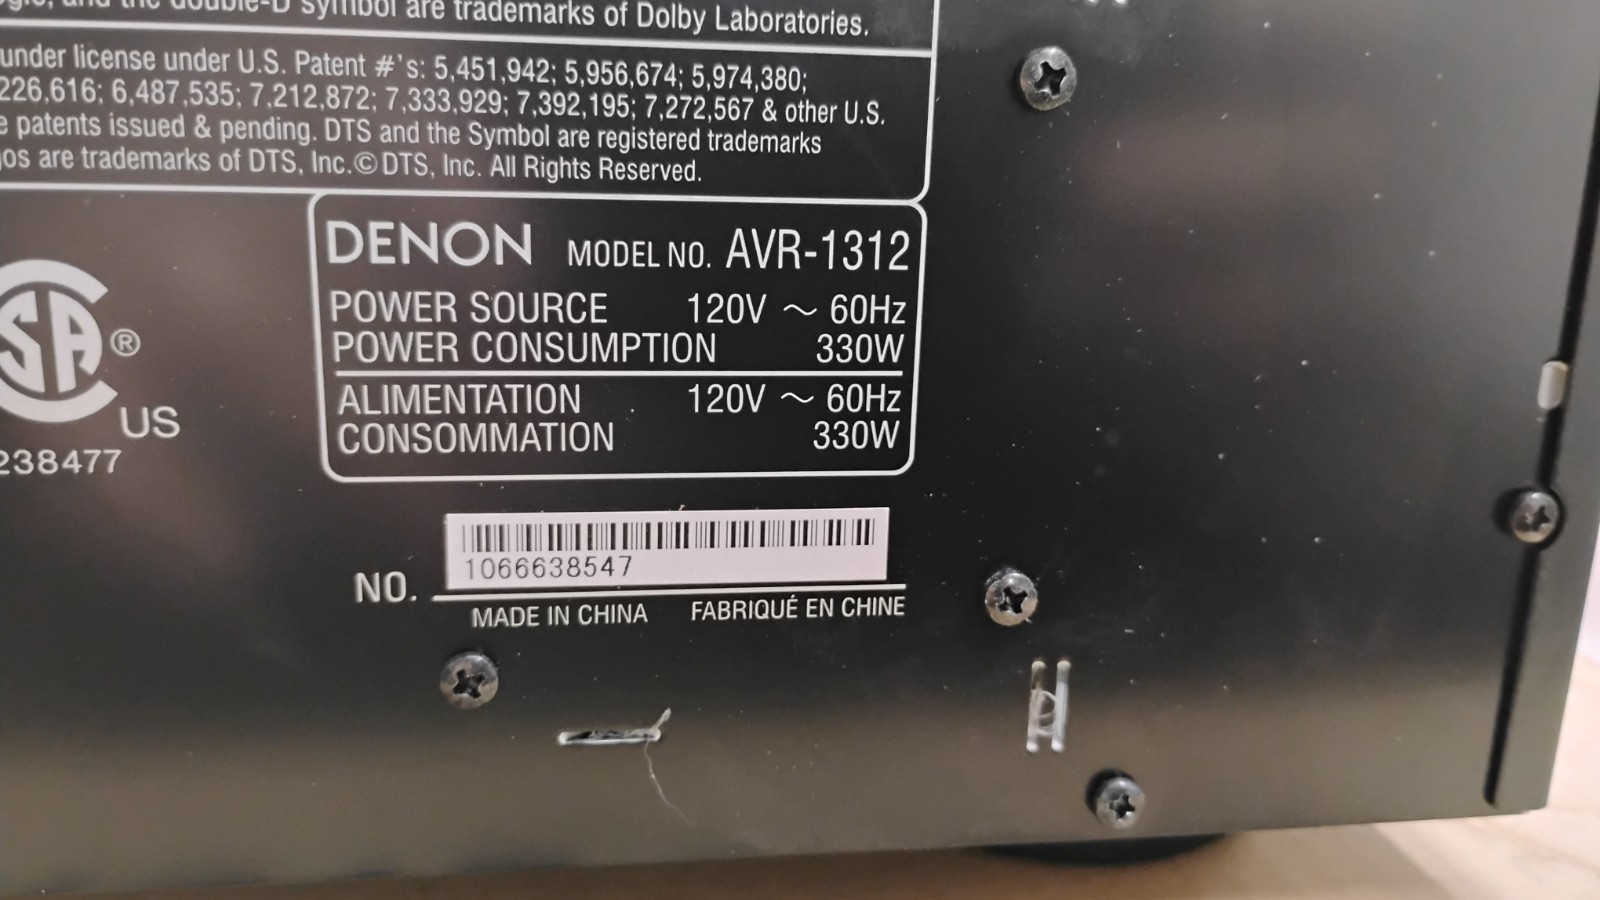 and the double-D symbol are trademarks of Dolby Laboratories.
under license under U.S. Patent #'s: 5,451,942; 5,956,674; 5,974,380;
226,616; 6,487,535; 7,212,872; 7,333,929; 7,392,195; 7,272,567 & other U.S.
patents issued & pending. DTS and the Symbol are registered trademarks
are trademarks of DTS, Inc.© DTS, Inc. All Rights Reserved.
DENON MODEL NO. AVR-1312
POWER SOURCE 120V ~ 60Hz
POWER CONSUMPTION 330W
ALIMENTATION 120V ~ 60Hz
CONSOMMATION 330W
SA ®
US
238477
1066638547
NO.
MADE IN CHINA FABRIQUÉ EN CHINE